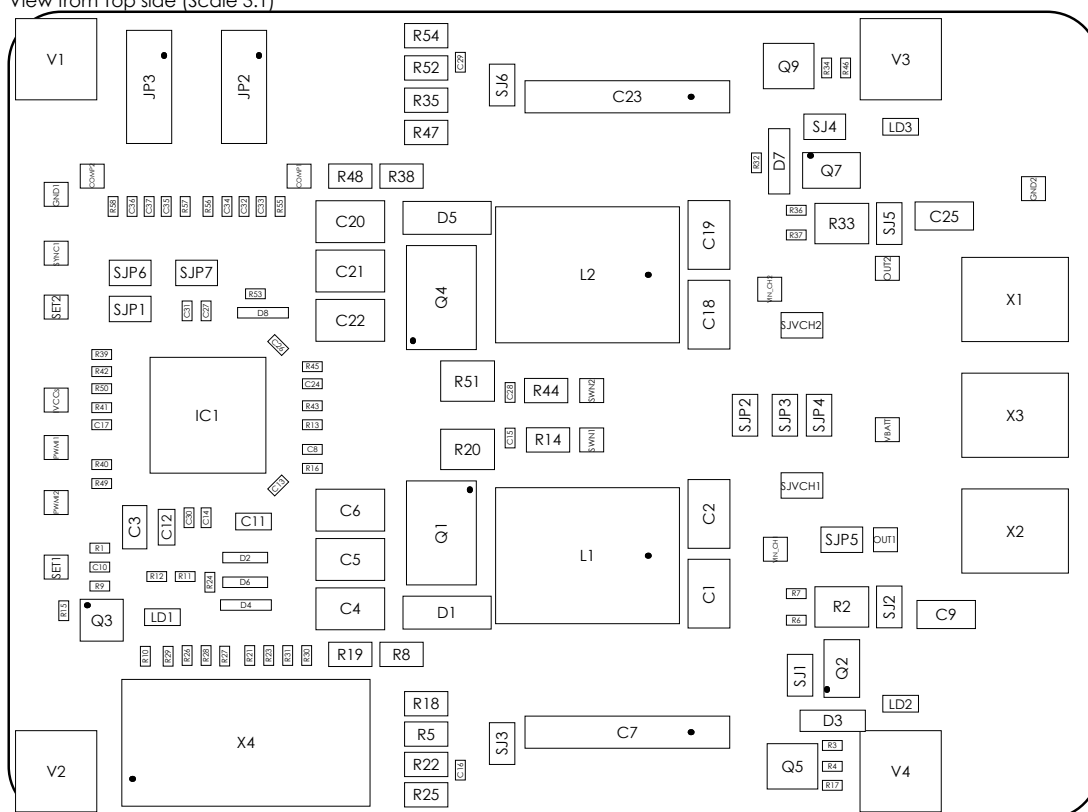 View from Top side (Scale 3:1)
V1
JP3
JP2
R54
R52
C29
R35
R47
SJ6
C23
Q9
R34
R46
V3
SJ4
LD3
D7
R32
Q7
COMP2
COMP1
GND1
R58
C36
C37
C35
R57
R56
C34
C32
C33
R55
R48
R38
GND2
R36
R37
R33
SJ5
C25
C20
D5
L2
C19
SYNC1
SJP6
SJP7
C21
Q4
OUT2
VIN_CH2
X1
SET2
SJP1
C31
C27
R53
D8
C22
C18
SJVCH2
C26
R39
R42
R50
R41
C17
IC1
R45
C24
R43
R13
R51
C28
R44
SWN2
IVCC3
SJP2
SJP3
SJP4
VBATT
X3
PWMI1
R40
R49
C8
R16
R20
C15
R14
SWN1
C13
PWMI2
C3
C12
C30
C14
C11
C6
Q1
C2
SJVCH1
X2
L1
SET1
R1
C10
R9
R12
R11
R24
D2
D6
D4
C5
VIN_CH1
SJP5
OUT1
R15
Q3
LD1
C4
D1
C1
R7
R6
R2
SJ2
C9
R10
R29
R26
R28
R27
R21
R23
R31
R30
R19
R8
SJ1
Q2
X4
R18
R5
R22
R25
C16
SJ3
C7
LD2
D3
V2
Q5
R3
R4
R17
V4